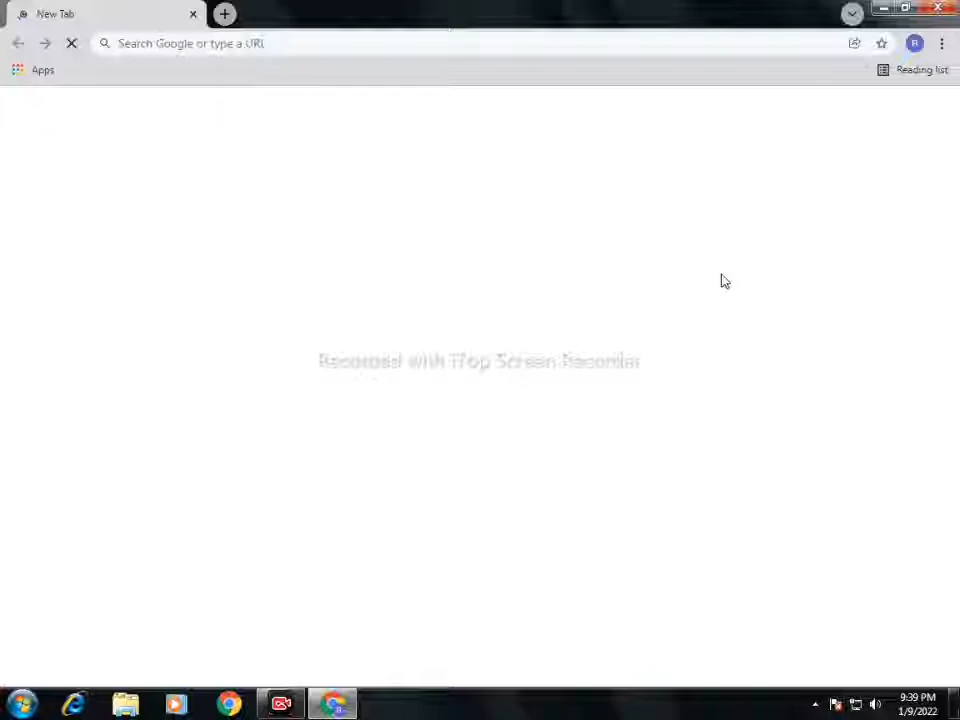 New Tab
Search Google or type a URL
B
Apps
Reading list
Recorded with iTop Screen Recorder
B
9:39 PM
1/9/2022